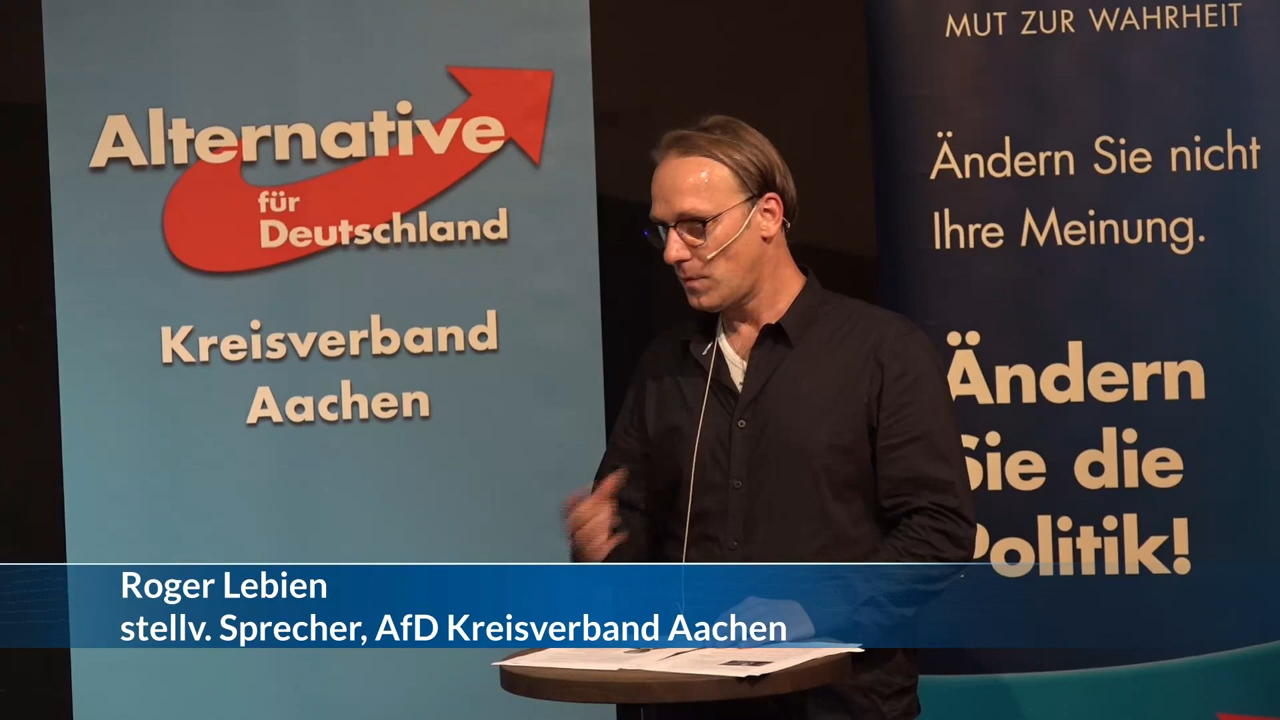 Alternative
für
Deutschland
Kreisverband
Aachen
MUT ZUR WAHRHEIT
Ändern Sie nicht
Ihre Meinung.
Ändern
Sie die
Politik!
Roger Lebien
stellv. Sprecher, AfD Kreisverband Aachen